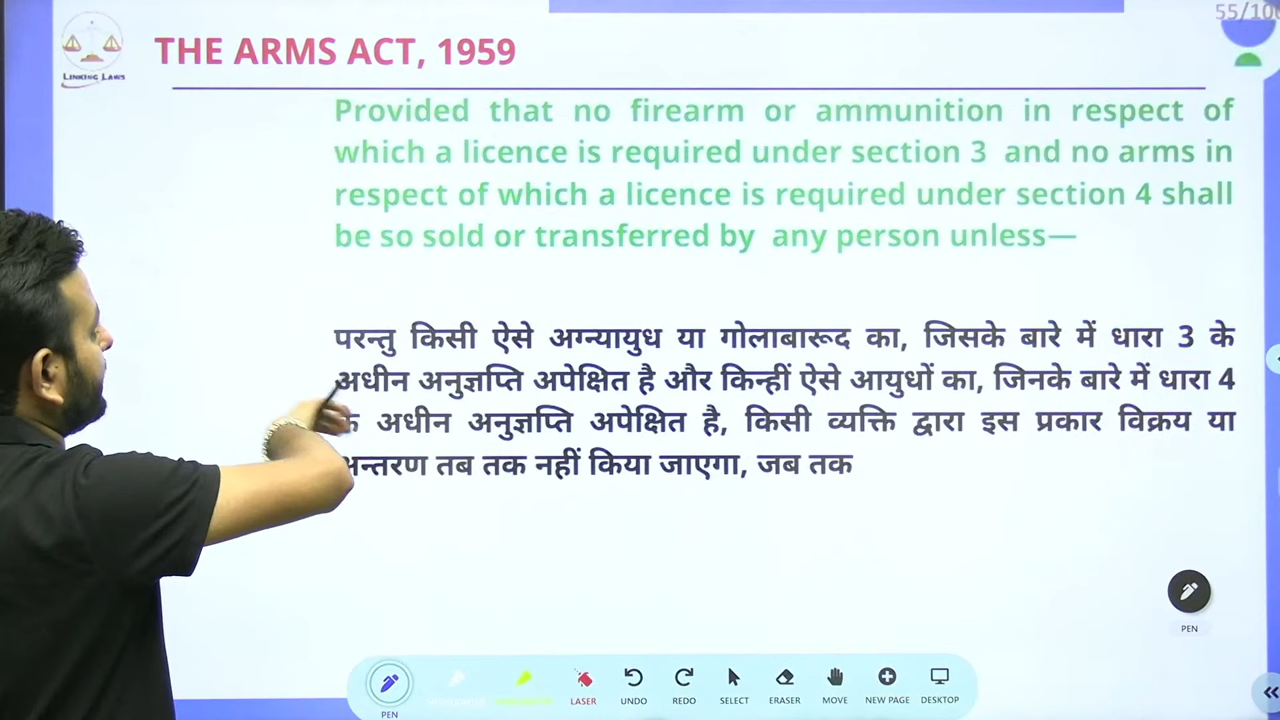 55/100
THE ARMS ACT, 1959
LINKING LAWS
Provided that no firearm or ammunition in respect of
which a licence is required under section 3 and no arms in
respect of which a licence is required under section 4 shall
be so sold or transferred by any person unless—
परन्तु किसी ऐसे अग्न्यायुध या गोलाबारूद का, जिसके बारे में धारा 3 के
अधीन अनुज्ञप्ति अपेक्षित है और किन्हीं ऐसे आयुधों का, जिनके बारे में धारा 4
के अधीन अनुज्ञप्ति अपेक्षित है, किसी व्यक्ति द्वारा इस प्रकार विक्रय या
अन्तरण तब तक नहीं किया जाएगा, जब तक
PEN
PEN
LASER
UNDO
REDO
SELECT
ERASER
MOVE
NEW PAGE
DESKTOP